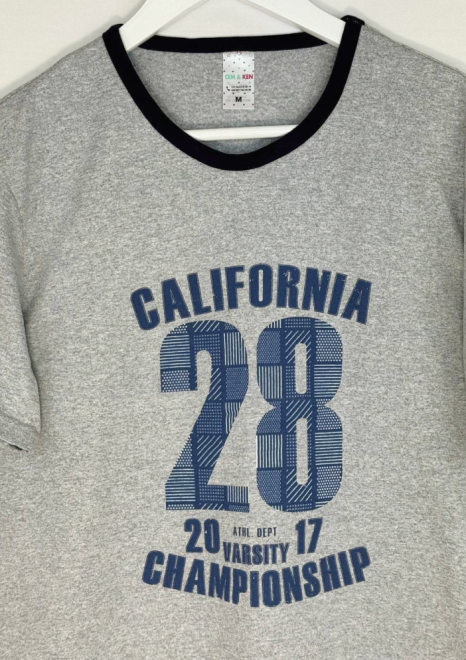 M
CALIFORNIA
28
20 ATHL. DEPT 17
VARSITY
CHAMPIONSHIP